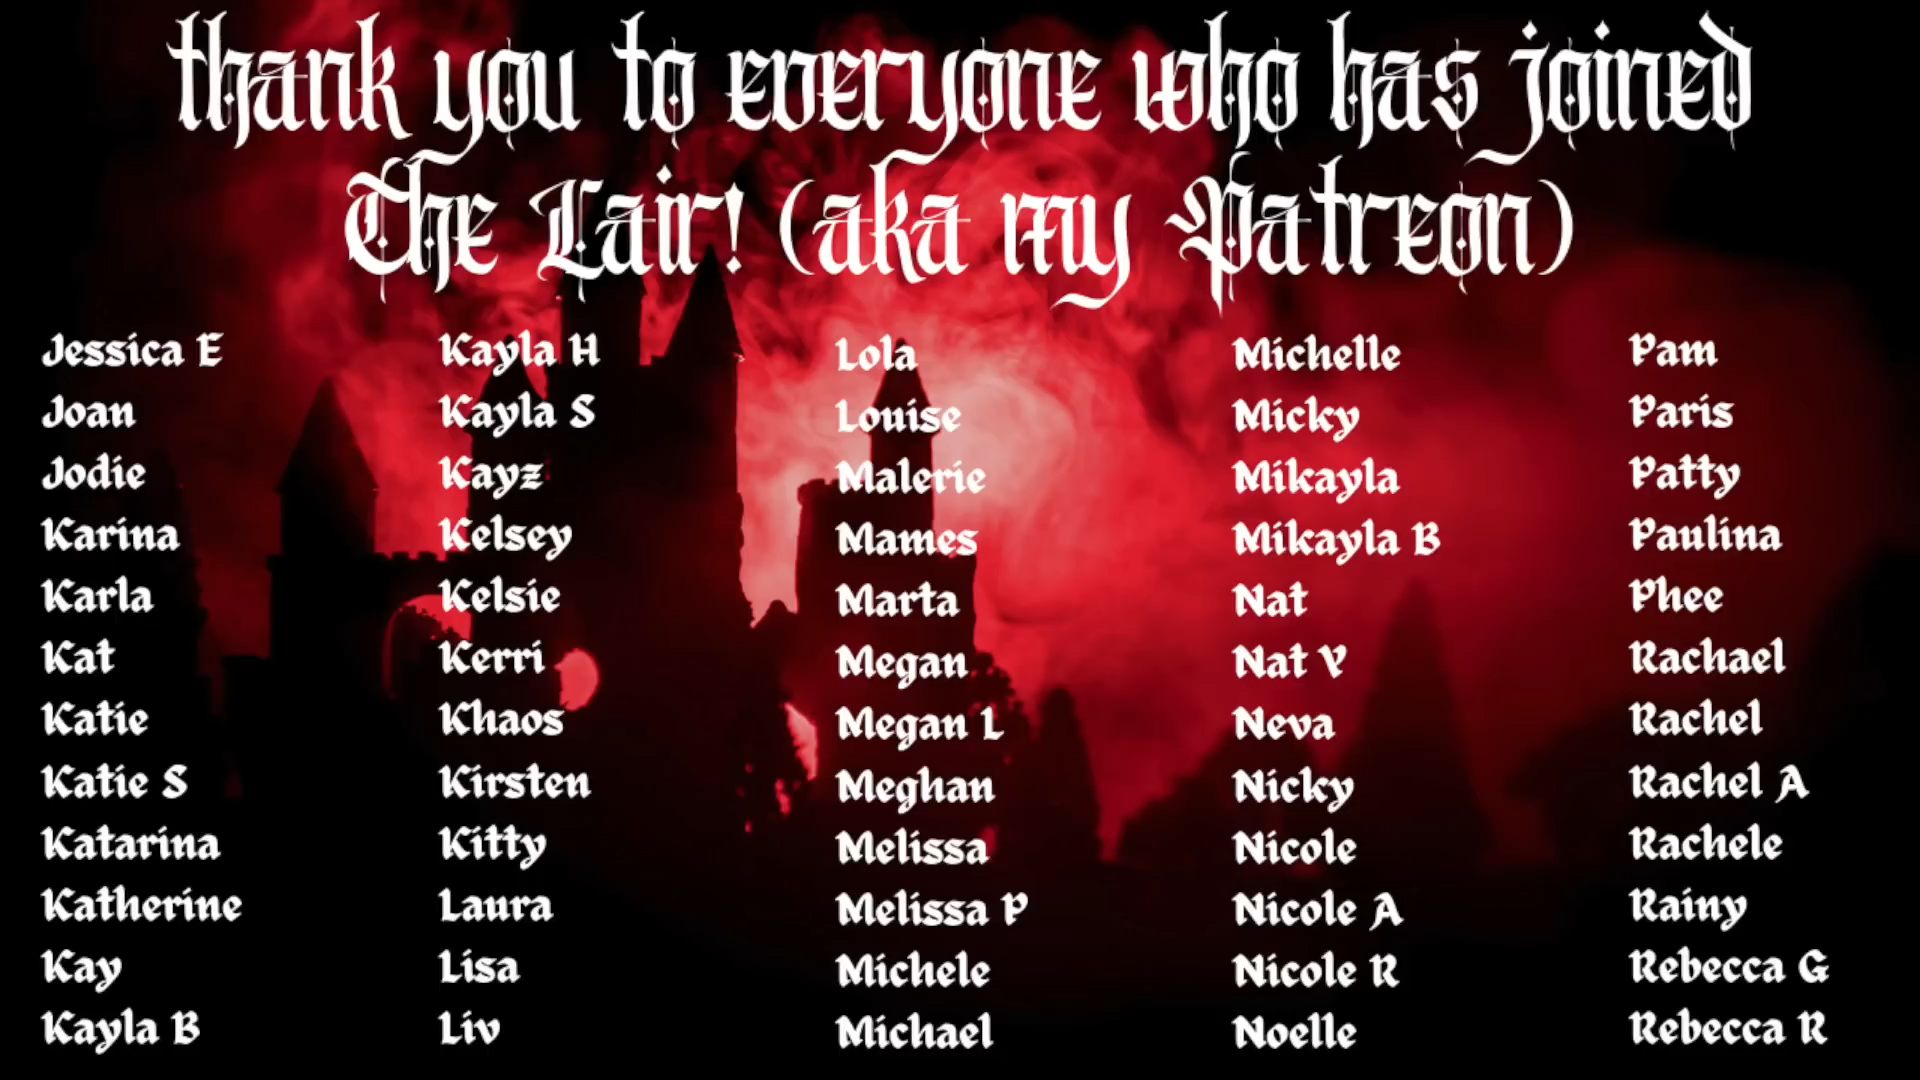 thank you to everyone who has joined
The Lair! (aka my Patreon)
Jessica E
Joan
Jodie
Karina
Karla
Kat
Katie
Katie S
Katarina
Katherine
Kay
Kayla B
Kayla H
Kayla S
Kayz
Kelsey
Kelsie
Kerri
Khaos
Kirsten
Kitty
Laura
Lisa
Liv
Lola
Louise
Malerie
Mames
Marta
Megan
Megan L
Meghan
Melissa
Melissa P
Michele
Michael
Michelle
Micky
Mikayla
Mikayla B
Nat
Nat V
Neva
Nicky
Nicole
Nicole A
Nicole R
Noelle
Pam
Paris
Patty
Paulina
Phee
Rachael
Rachel
Rachel A
Rachele
Rainy
Rebecca G
Rebecca R